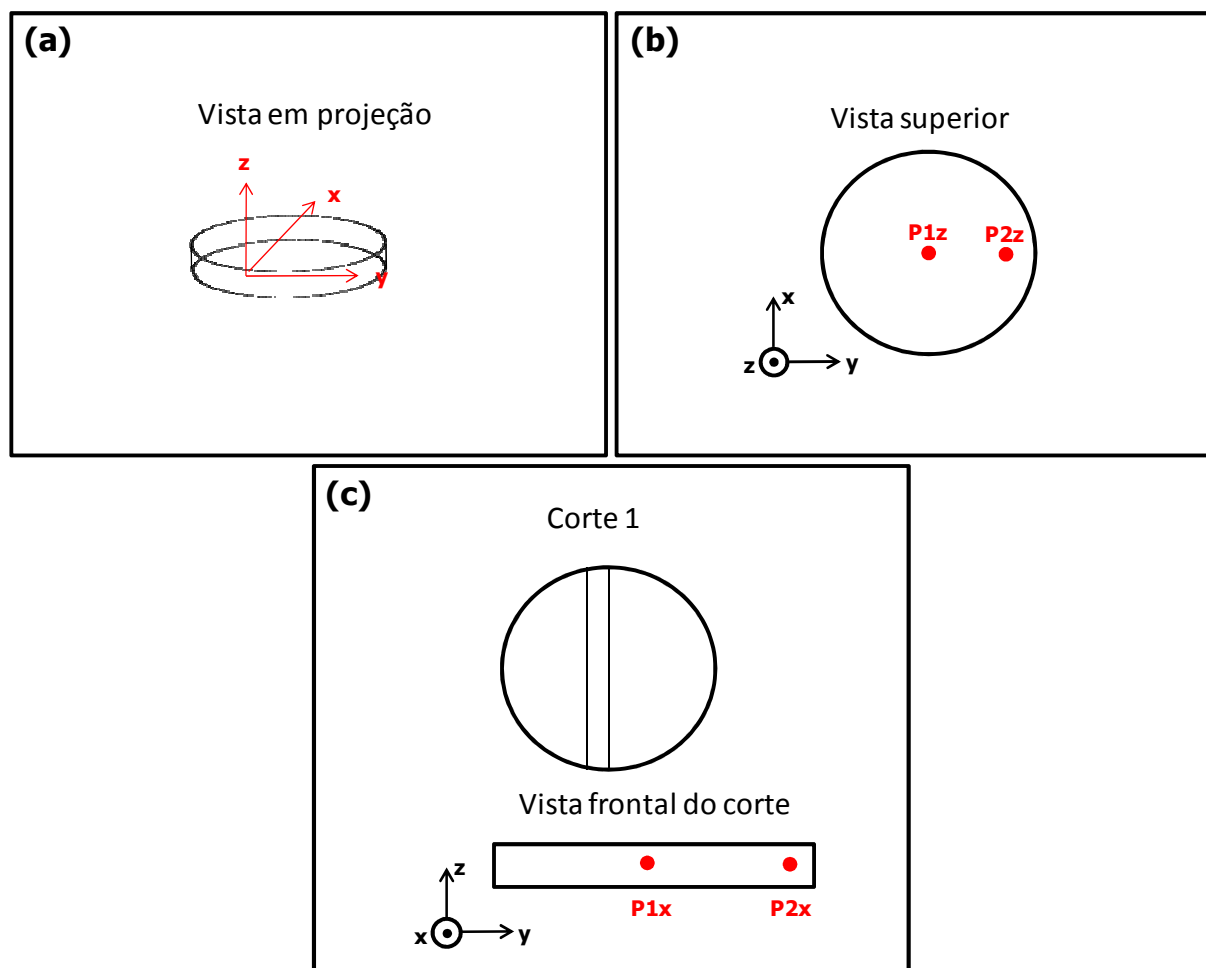 (a)
Vista em projeção
z
x
y
(b)
Vista superior
P1z P2z
x
z y
(c)
Corte 1
Vista frontal do corte
z
P1x P2x
x y